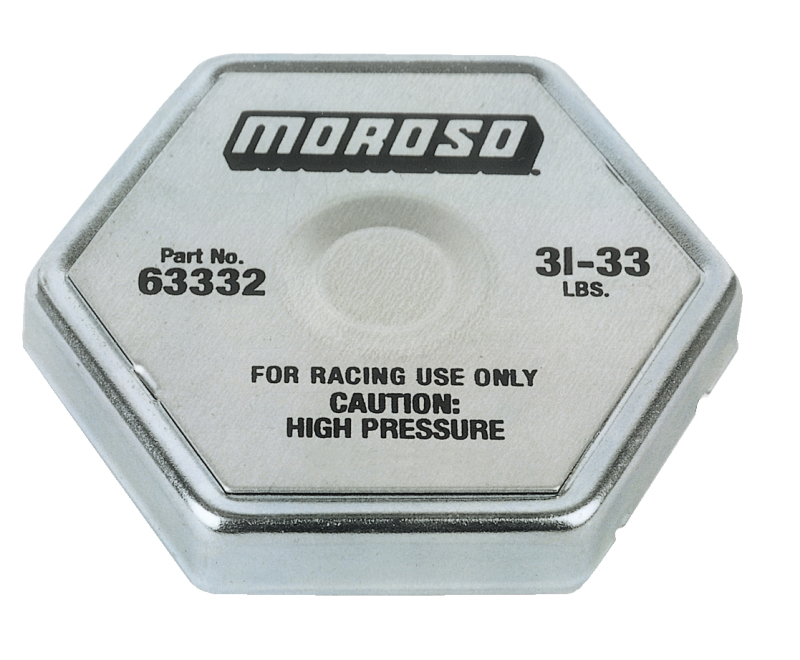 MOROSO
Part No.
63332
31-33
LBS.
FOR RACING USE ONLY
CAUTION:
HIGH PRESSURE